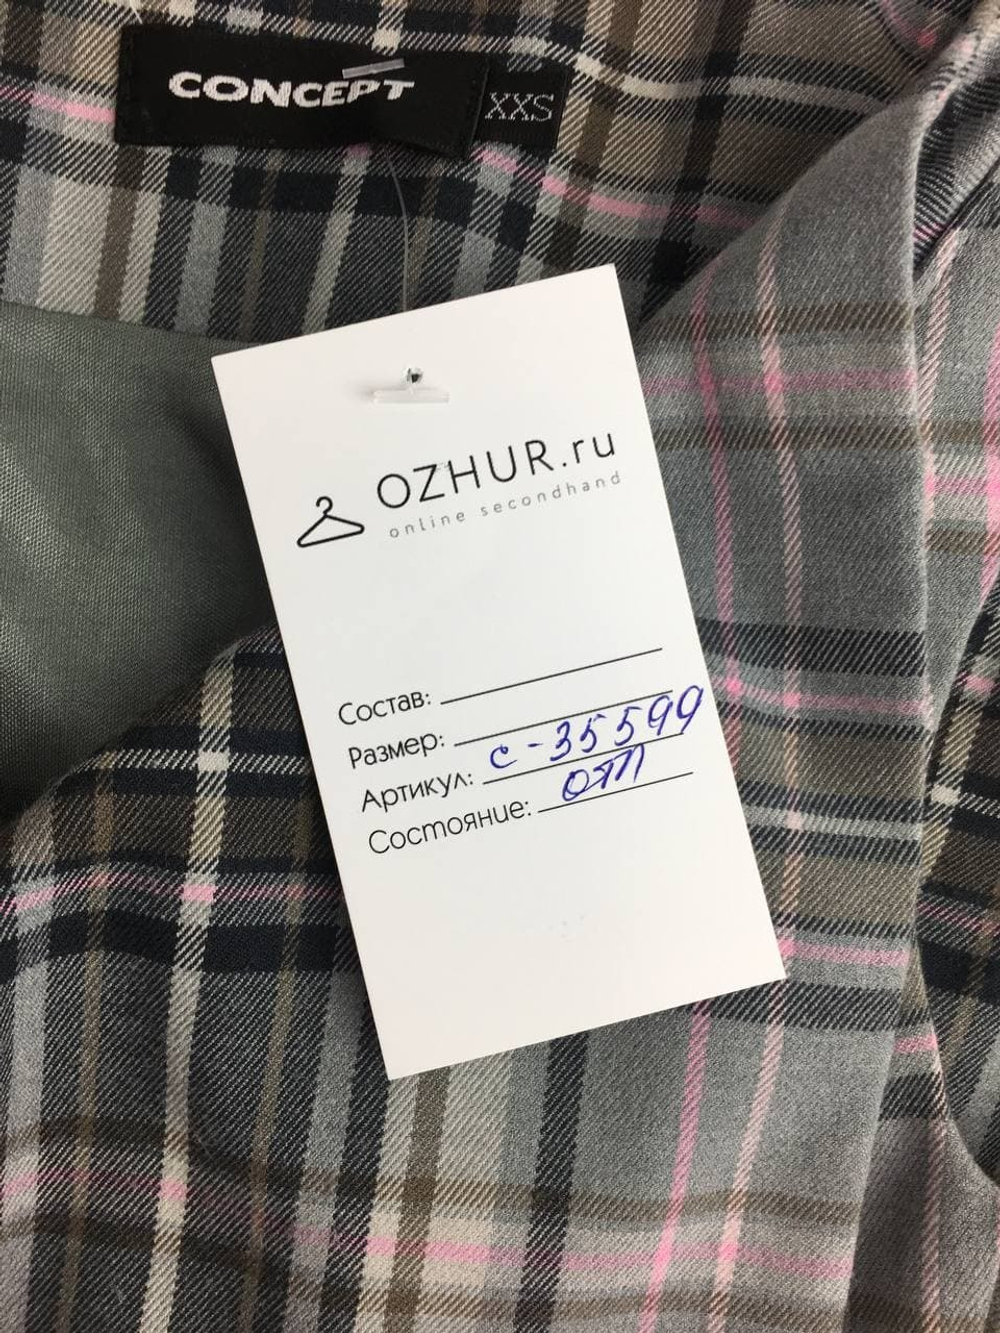 CONCEPT
XXS
OZHUR.ru
online secondhand
Состав:
Размер:
Артикул: с-35599
Состояние: отл